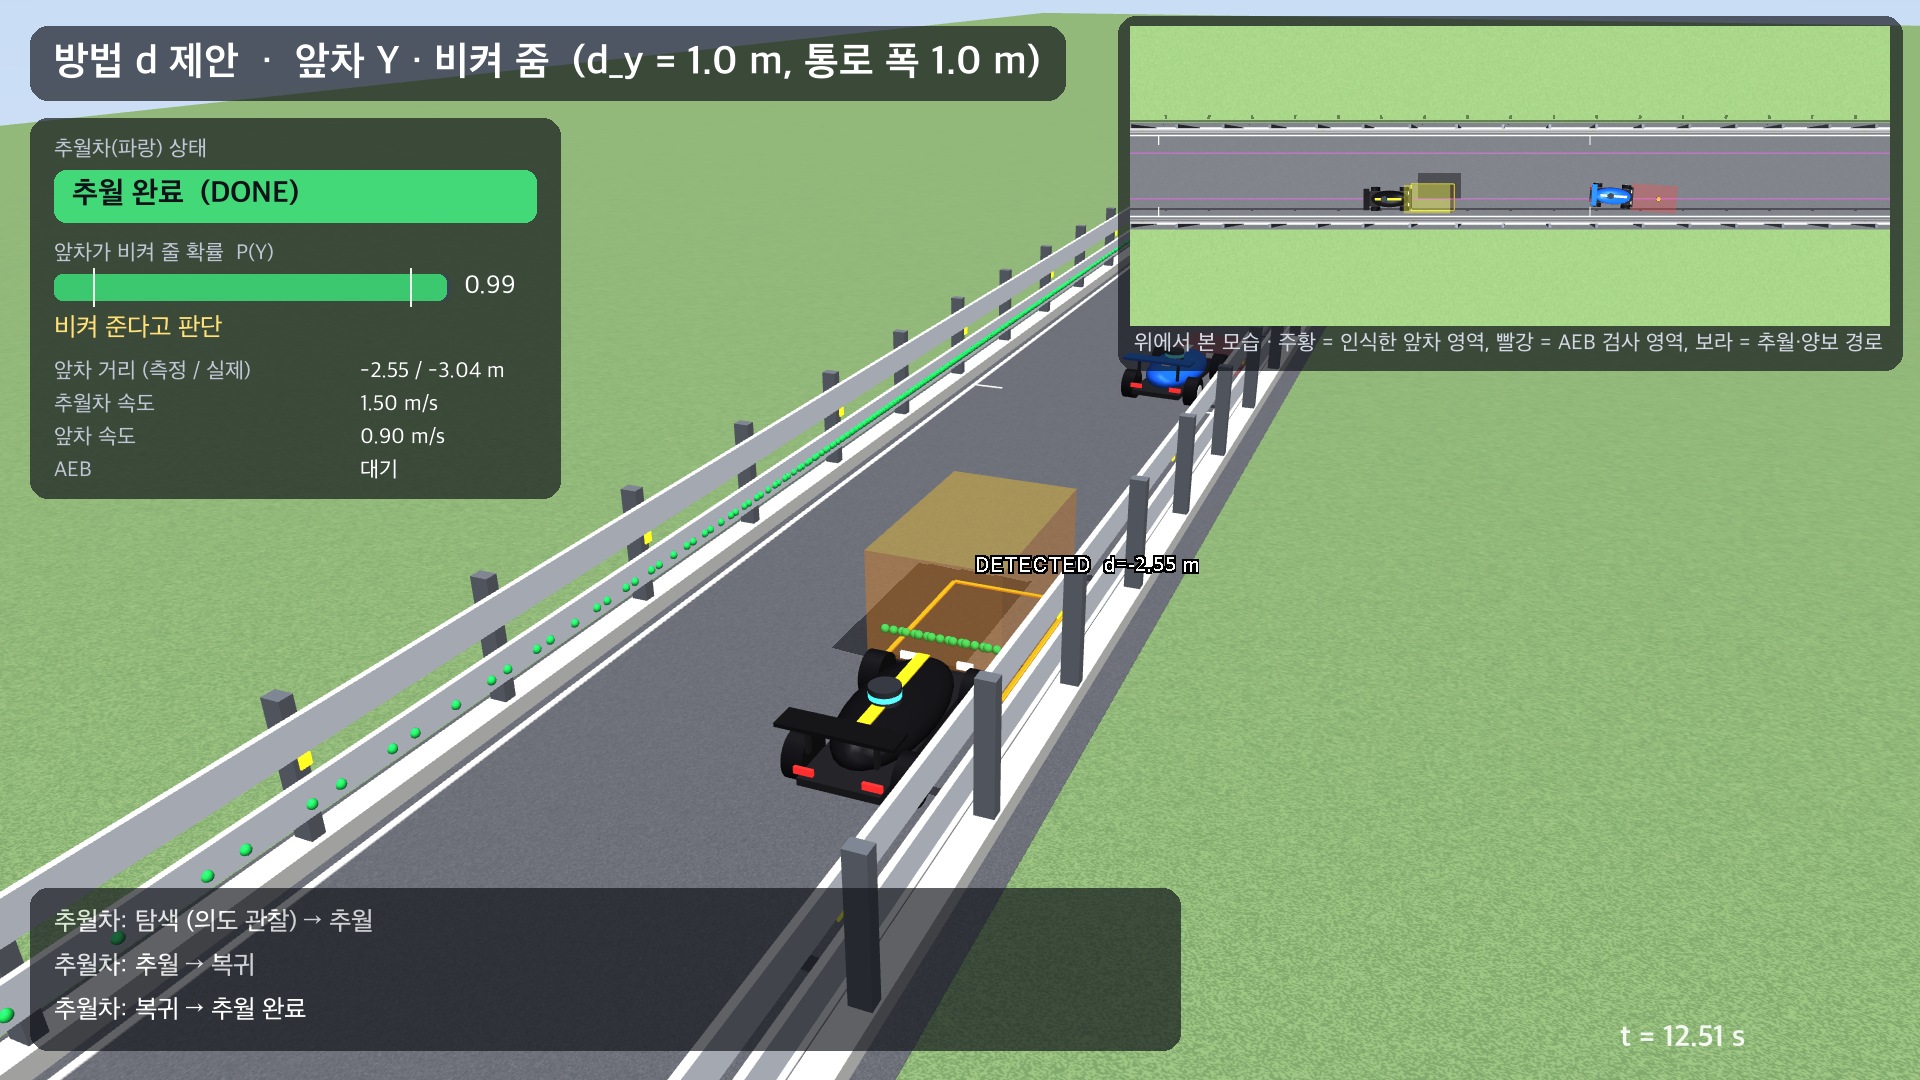 방법 d 제안 · 앞차 Y · 비켜 줌 (d_y = 1.0 m, 통로 폭 1.0 m)
추월차(파랑) 상태
추월 완료 (DONE)
앞차가 비켜 줄 확률 P(Y)
0.99
비켜 준다고 판단
앞차 거리 (측정 / 실제) -2.55 / -3.04 m
추월차 속도 1.50 m/s
앞차 속도 0.90 m/s
AEB 대기
위에서 본 모습 · 주황 = 인식한 앞차 영역, 빨강 = AEB 검사 영역, 보라 = 추월·양보 경로
DETECTED d=-2.55 m
추월차: 탐색 (의도 관찰) → 추월
추월차: 추월 → 복귀
추월차: 복귀 → 추월 완료
t = 12.51 s